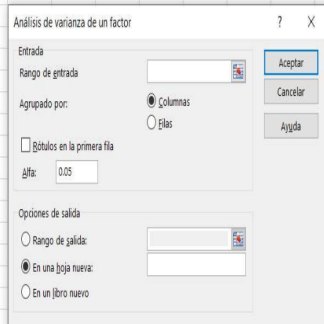 Análisis de varianza de un factor ? X
Entrada
Rango de entrada
Agrupado por:
Columnas
Filas
Rótulos en la primera fila
Alfa: 0.05
Opciones de salida
Rango de salida:
En una hoja nueva:
En un libro nuevo
Aceptar
Cancelar
Ayuda